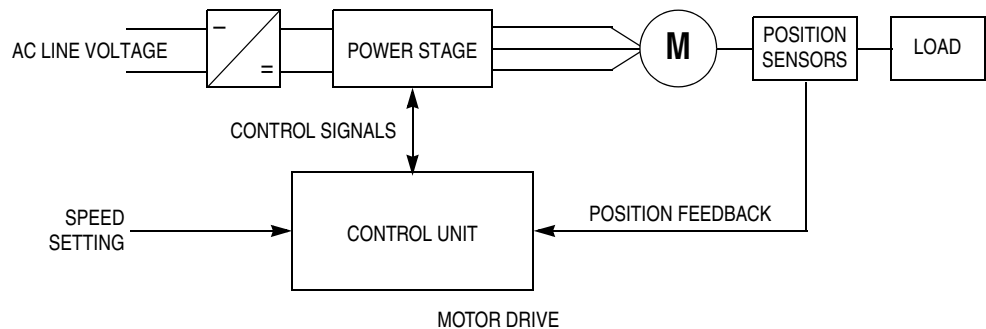 AC LINE VOLTAGE
–
=
POWER STAGE
M
POSITION
SENSORS
LOAD
CONTROL SIGNALS
SPEED
SETTING
CONTROL UNIT
POSITION FEEDBACK
MOTOR DRIVE